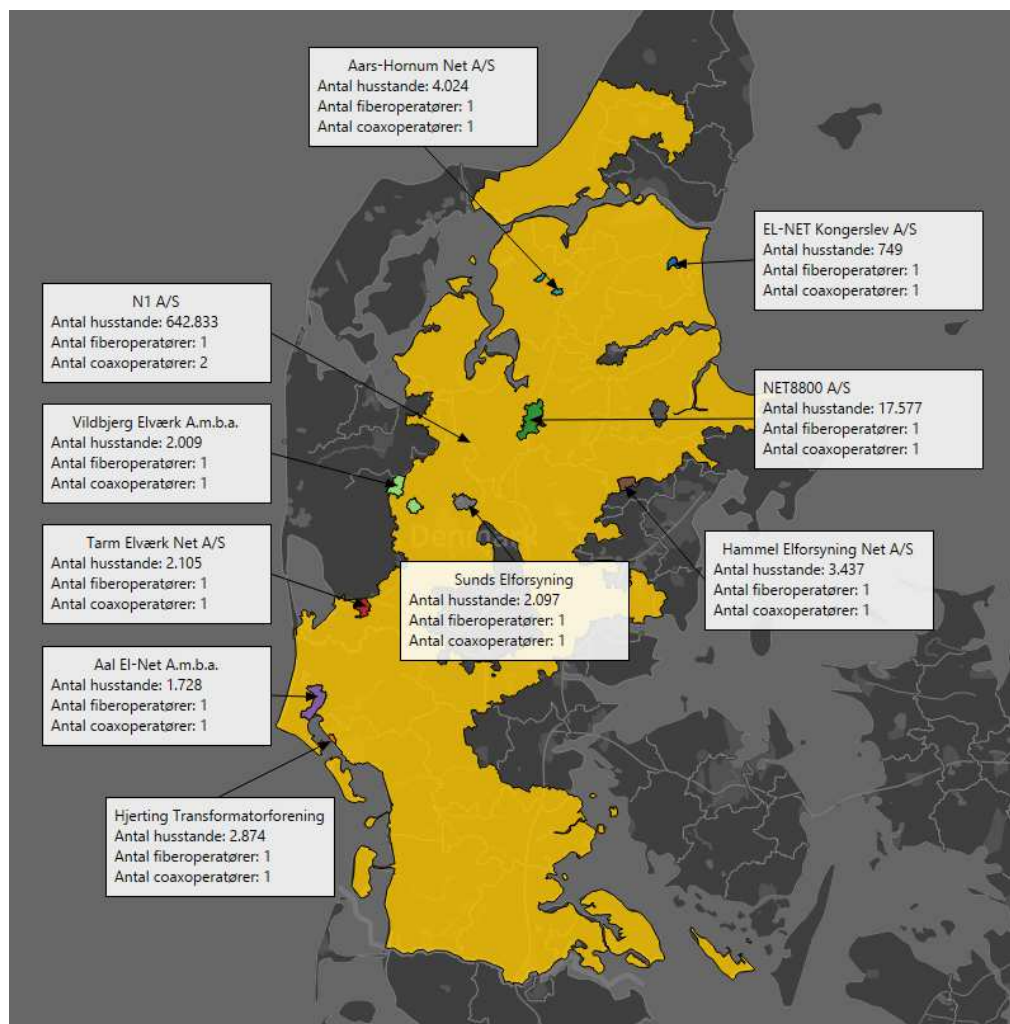 Aars-Hornum Net A/S
Antal husstande: 4.024
Antal fiberoperatører: 1
Antal coaxoperatører: 1
EL-NET Kongerslev A/S
Antal husstande: 749
Antal fiberoperatører: 1
Antal coaxoperatører: 1
N1 A/S
Antal husstande: 642.833
Antal fiberoperatører: 1
Antal coaxoperatører: 2
NET8800 A/S
Antal husstande: 17.577
Antal fiberoperatører: 1
Antal coaxoperatører: 1
Vildbjerg Elværk A.m.b.a.
Antal husstande: 2.009
Antal fiberoperatører: 1
Antal coaxoperatører: 1
Denmark
Tarm Elværk Net A/S
Antal husstande: 2.105
Antal fiberoperatører: 1
Antal coaxoperatører: 1
Hammel Elforsyning Net A/S
Antal husstande: 3.437
Antal fiberoperatører: 1
Antal coaxoperatører: 1
Sunds Elforsyning
Antal husstande: 2.097
Antal fiberoperatører: 1
Antal coaxoperatører: 1
Aal El-Net A.m.b.a.
Antal husstande: 1.728
Antal fiberoperatører: 1
Antal coaxoperatører: 1
Hjerting Transformatorforening
Antal husstande: 2.874
Antal fiberoperatører: 1
Antal coaxoperatører: 1